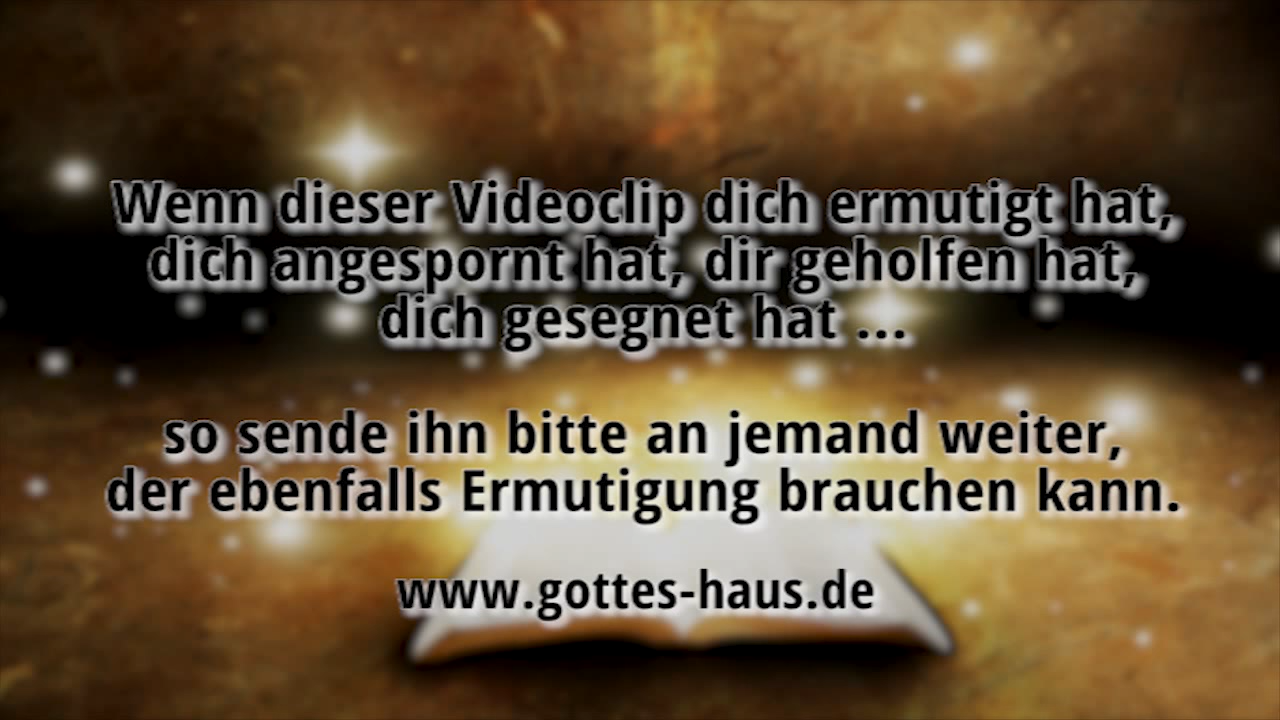 Wenn dieser Videoclip dich ermutigt hat,
dich angespornt hat, dir geholfen hat,
dich gesegnet hat ...
so sende ihn bitte an jemand weiter,
der ebenfalls Ermutigung brauchen kann.
www.gottes-haus.de